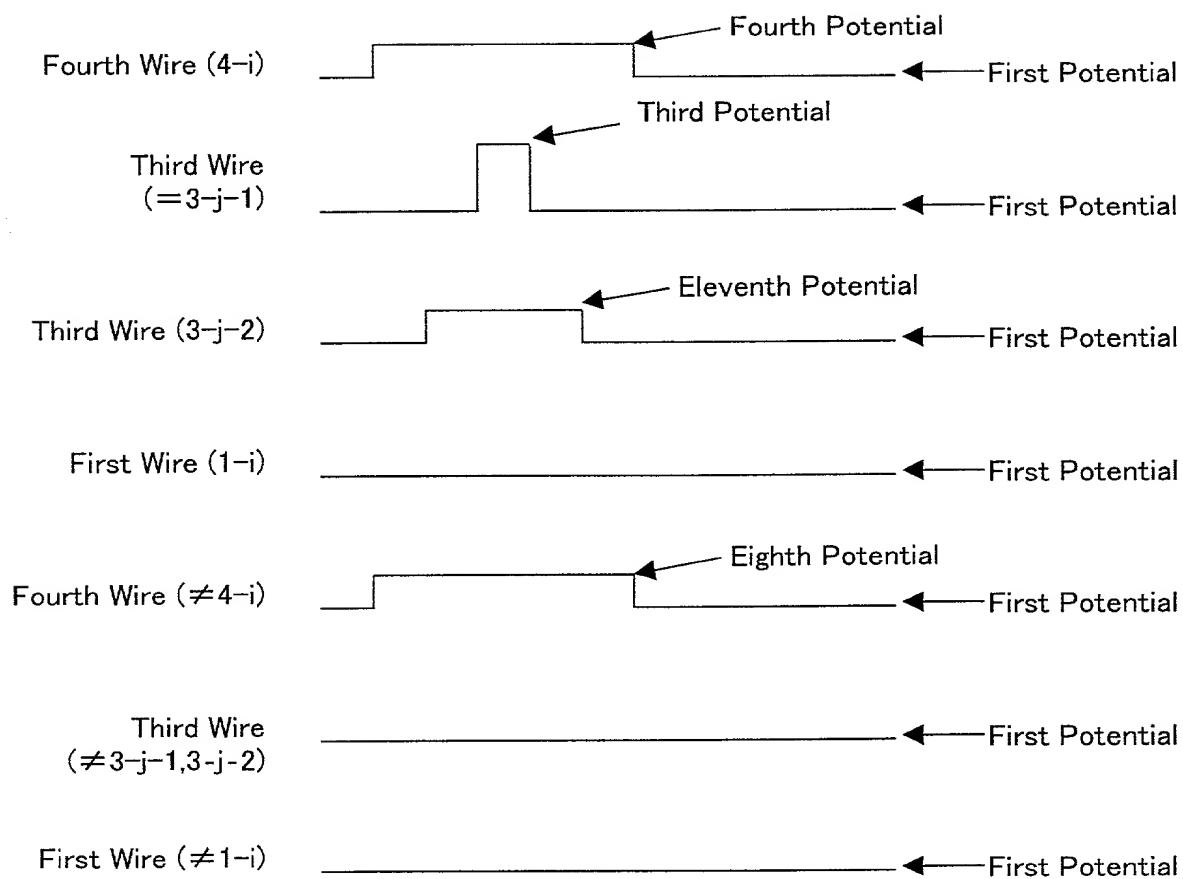 Fourth Potential
Fourth Wire (4-i)
First Potential
Third Potential
Third Wire
(=3-j-1)
First Potential
Eleventh Potential
Third Wire (3-j-2)
First Potential
First Wire (1-i)
First Potential
Eighth Potential
Fourth Wire (≠4-i)
First Potential
Third Wire
(≠3-j-1,3-j-2)
First Potential
First Wire (≠1-i)
First Potential